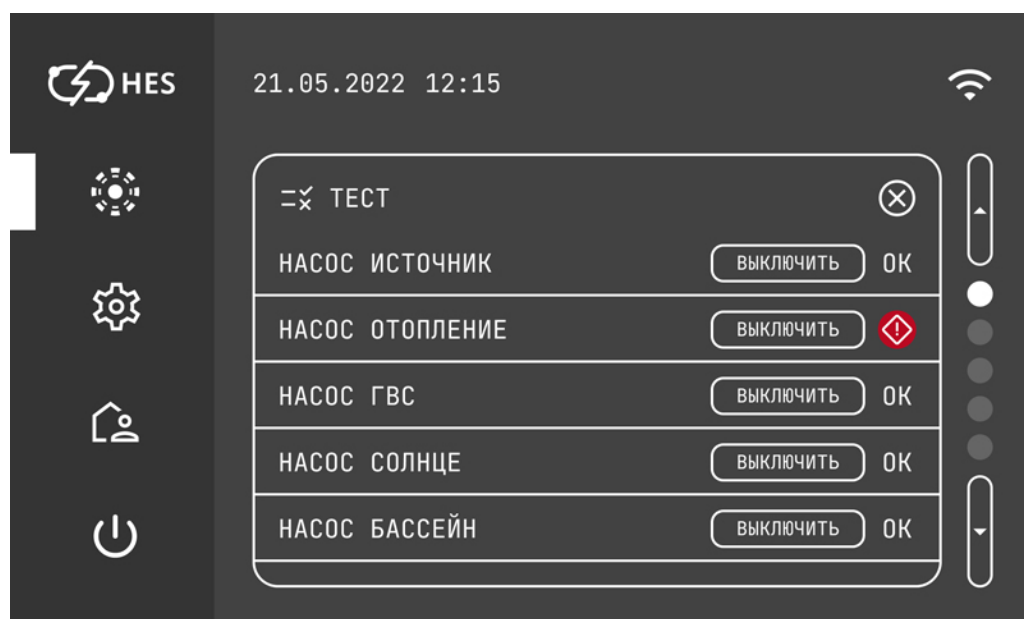 HES
21.05.2022 12:15
ТЕСТ
НАСОС ИСТОЧНИК ВЫКЛЮЧИТЬ ОК
НАСОС ОТОПЛЕНИЕ ВЫКЛЮЧИТЬ
НАСОС ГВС ВЫКЛЮЧИТЬ ОК
НАСОС СОЛНЦЕ ВЫКЛЮЧИТЬ ОК
НАСОС БАССЕЙН ВЫКЛЮЧИТЬ ОК